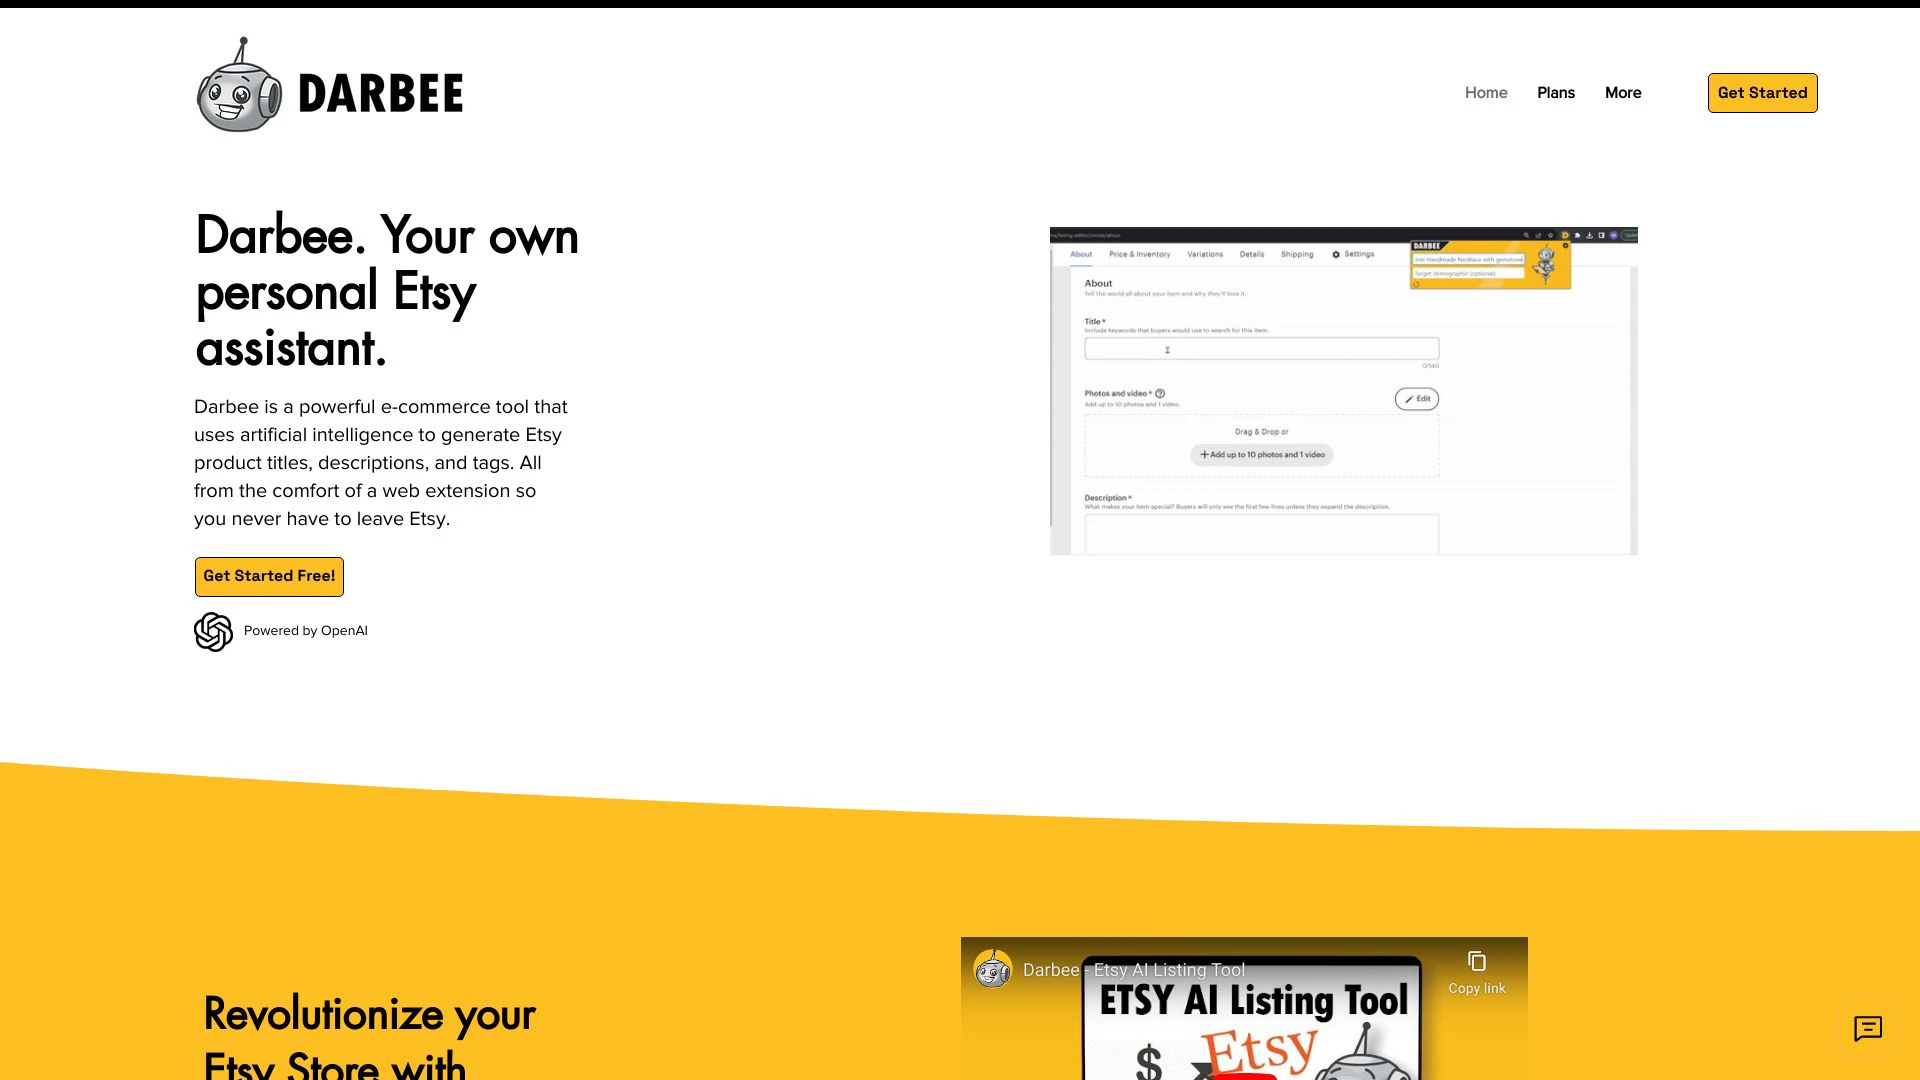 DARBEE
Home
Plans
More
Get Started
Darbee. Your own
personal Etsy
assistant.
Darbee is a powerful e-commerce tool that
uses artificial intelligence to generate Etsy
product titles, descriptions, and tags. All
from the comfort of a web extension so
you never have to leave Etsy.
Get Started Free!
Powered by OpenAI
About
Price & Inventory
Variations
Details
Shipping
Settings
DARBEE
Handmade Necklace with gemstone
Target demographic (optional)
About
Tell the world all about your item and why they'll love it.
Title *
Include keywords that buyers would use to search for this item.
0/140
Photos and video *
Add up to 10 photos and 1 video.
Edit
Drag & Drop or
Add up to 10 photos and 1 video
Description *
What makes your item special? Buyers will only see the first few lines unless they expand the description.
Revolutionize your
Etsy Store with
Darbee - Etsy AI Listing Tool
Copy link
ETSY AI Listing Tool
Etsy
$